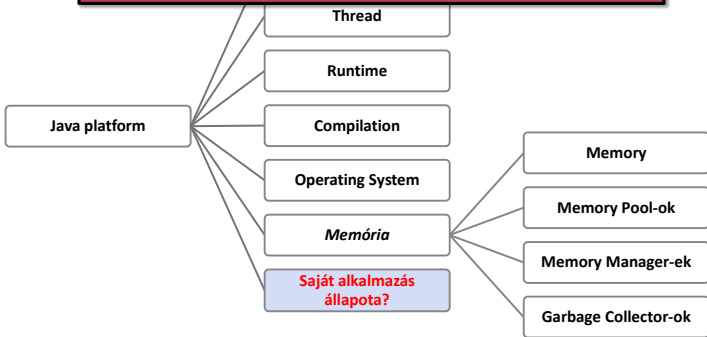 Thread
Runtime
Java platform
Compilation
Operating System
Memória
Saját alkalmazás
állapota?
Memory
Memory Pool-ok
Memory Manager-ek
Garbage Collector-ok